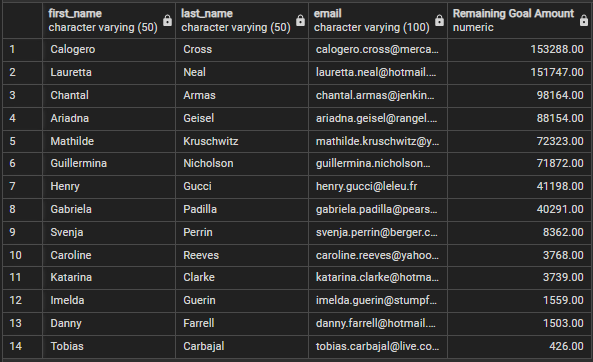 first_name last_name email Remaining Goal Amount
character varying (50) character varying (50) character varying (100) numeric
1 Calogero Cross calogero.cross@merca... 153288.00
2 Lauretta Neal lauretta.neal@hotmail.... 151747.00
3 Chantal Armas chantal.armas@jenkin... 98164.00
4 Ariadna Geisel ariadna.geisel@rangel.... 88154.00
5 Mathilde Kruschwitz mathilde.kruschwitz@y... 72323.00
6 Guillermina Nicholson guillermina.nicholson... 71872.00
7 Henry Gucci henry.gucci@leleu.fr 41198.00
8 Gabriela Padilla gabriela.padilla@pears... 40291.00
9 Svenja Perrin svenja.perrin@berger.c... 8362.00
10 Caroline Reeves caroline.reeves@yahoo... 3768.00
11 Katarina Clarke katarina.clarke@hotma... 3739.00
12 Imelda Guerin imelda.guerin@stumpf... 1559.00
13 Danny Farrell danny.farrell@hotmail.... 1503.00
14 Tobias Carbajal tobias.carbajal@live.co... 426.00